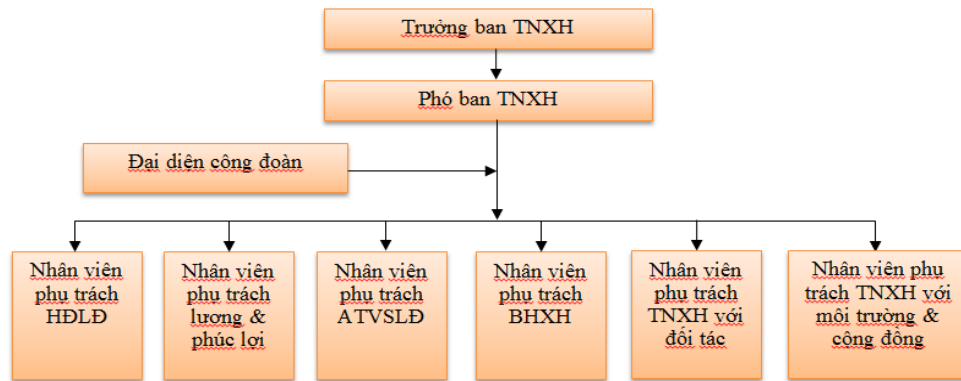 Trưởng ban TNXH
Phó ban TNXH
Đại diện công đoàn
Nhân viên
phụ trách
HĐLĐ
Nhân viên
phụ trách
lương &
phúc lợi
Nhân viên
phụ trách
ATVSLĐ
Nhân viên
phụ trách
BHXH
Nhân viên
phụ trách
TNXH với
đối tác
Nhân viên phụ
trách TNXH với
môi trường &
cộng đồng